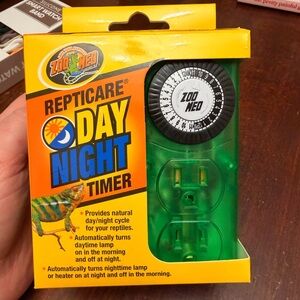 ZOO MED
REPTICARE®
DAY
NIGHT
TIMER
ZOO
MED
• Provides natural
day/night cycle
for your reptiles.
• Automatically turns
daytime lamp
on in the morning
and off at night.
• Automatically turns nighttime lamp
or heater on at night and off in the morning.